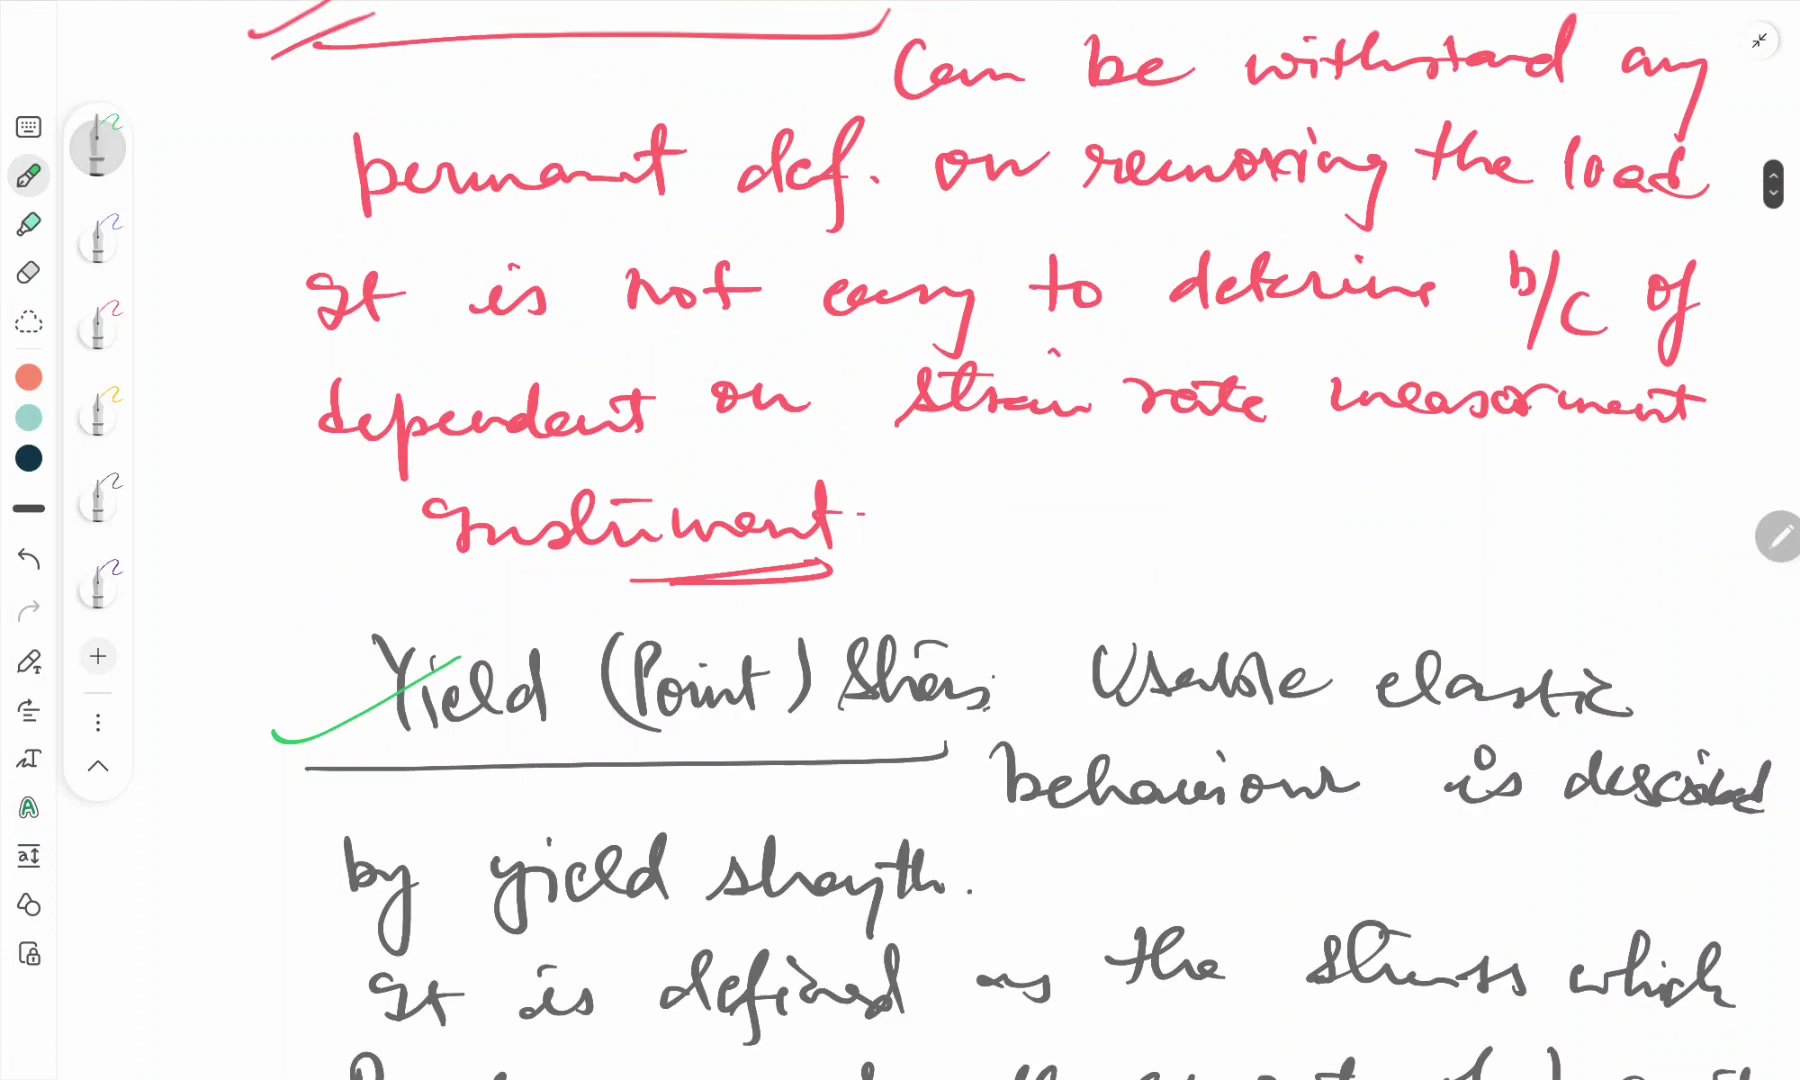 Can be withstand any
permanant def. on removing the load
It is not easy to determine b/c of
dependent on strain rate measurment
Instrument.
Yield (Point) Stress: Usable elastic
behaviour is described
by yield strength.
It is defined as the stress which